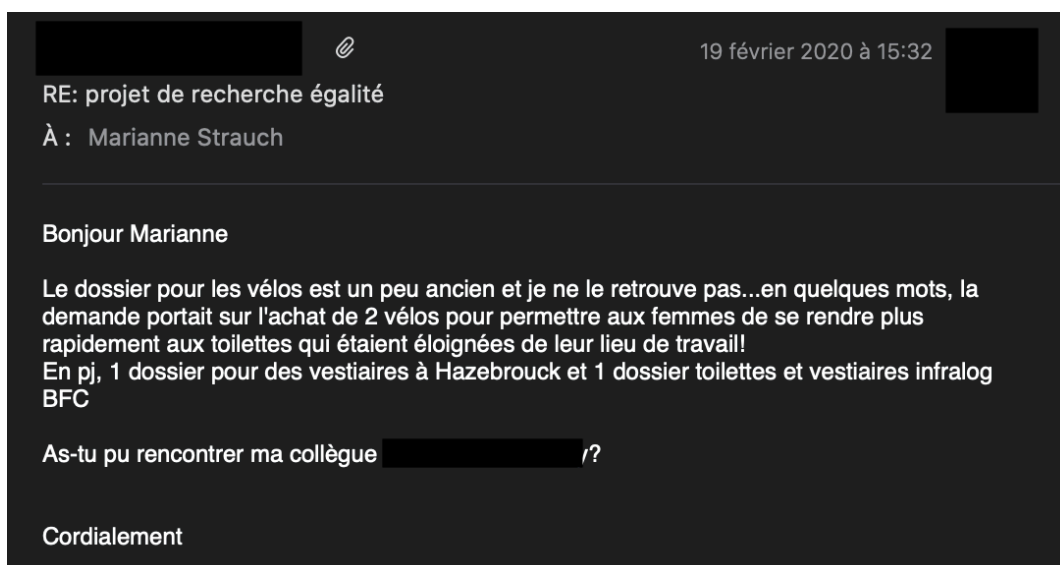 19 février 2020 à 15:32
RE: projet de recherche égalité
À : Marianne Strauch
Bonjour Marianne
Le dossier pour les vélos est un peu ancien et je ne le retrouve pas...en quelques mots, la
demande portait sur l'achat de 2 vélos pour permettre aux femmes de se rendre plus
rapidement aux toilettes qui étaient éloignées de leur lieu de travail!
En pj, 1 dossier pour des vestiaires à Hazebrouck et 1 dossier toilettes et vestiaires infralog
BFC
As-tu pu rencontrer ma collègue y?
Cordialement